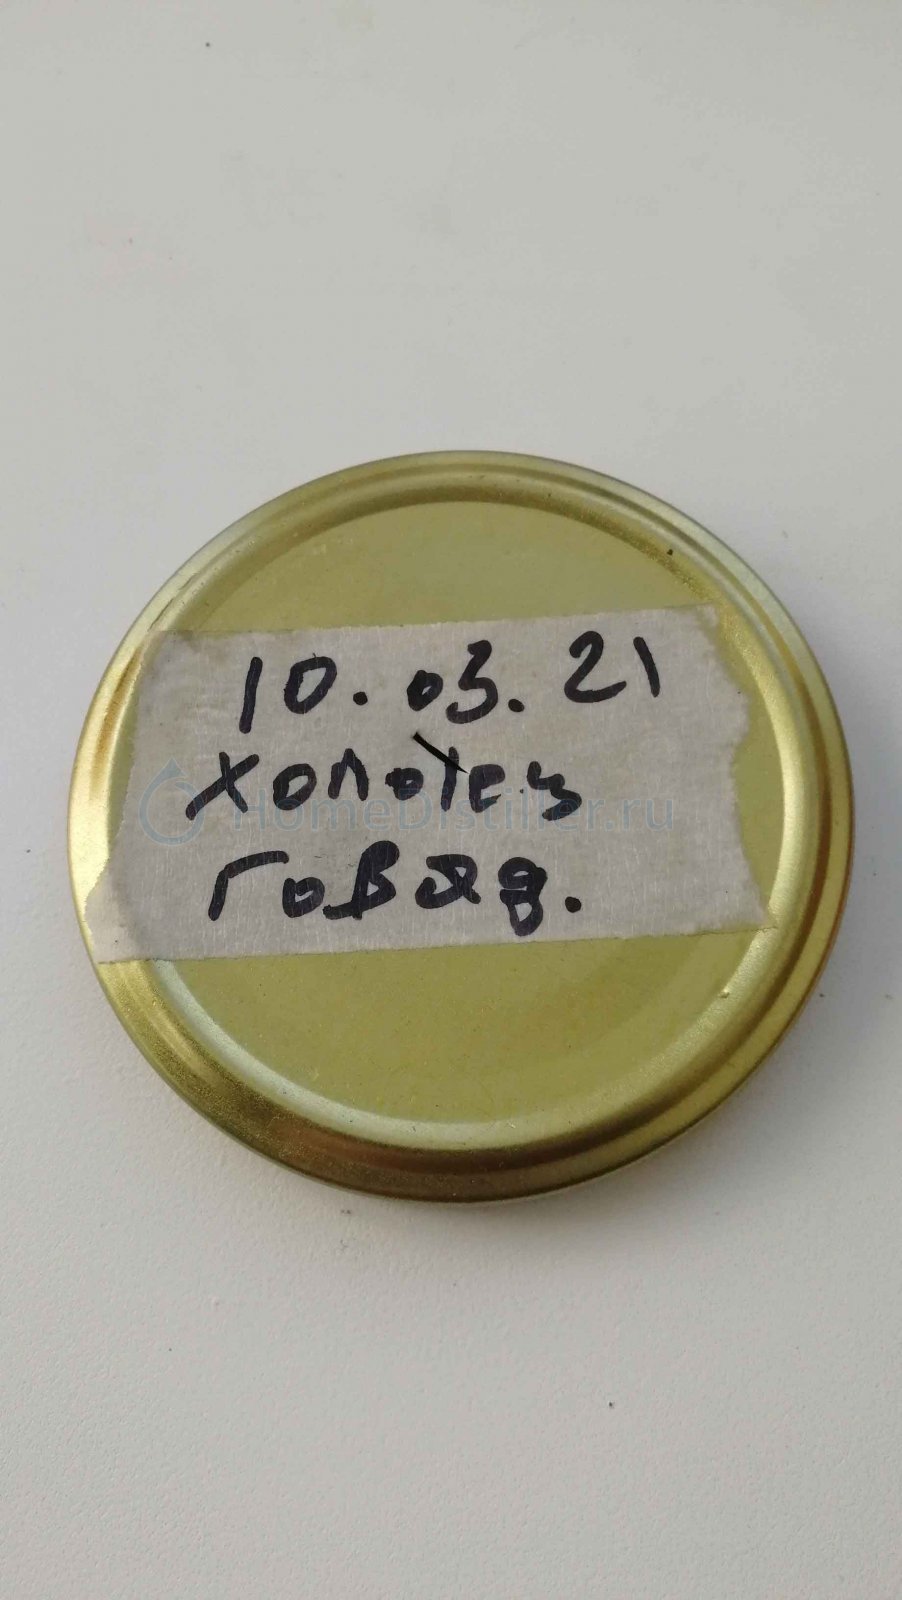 10.03.21
Холодец
HomeDistiller.ru
говяд.